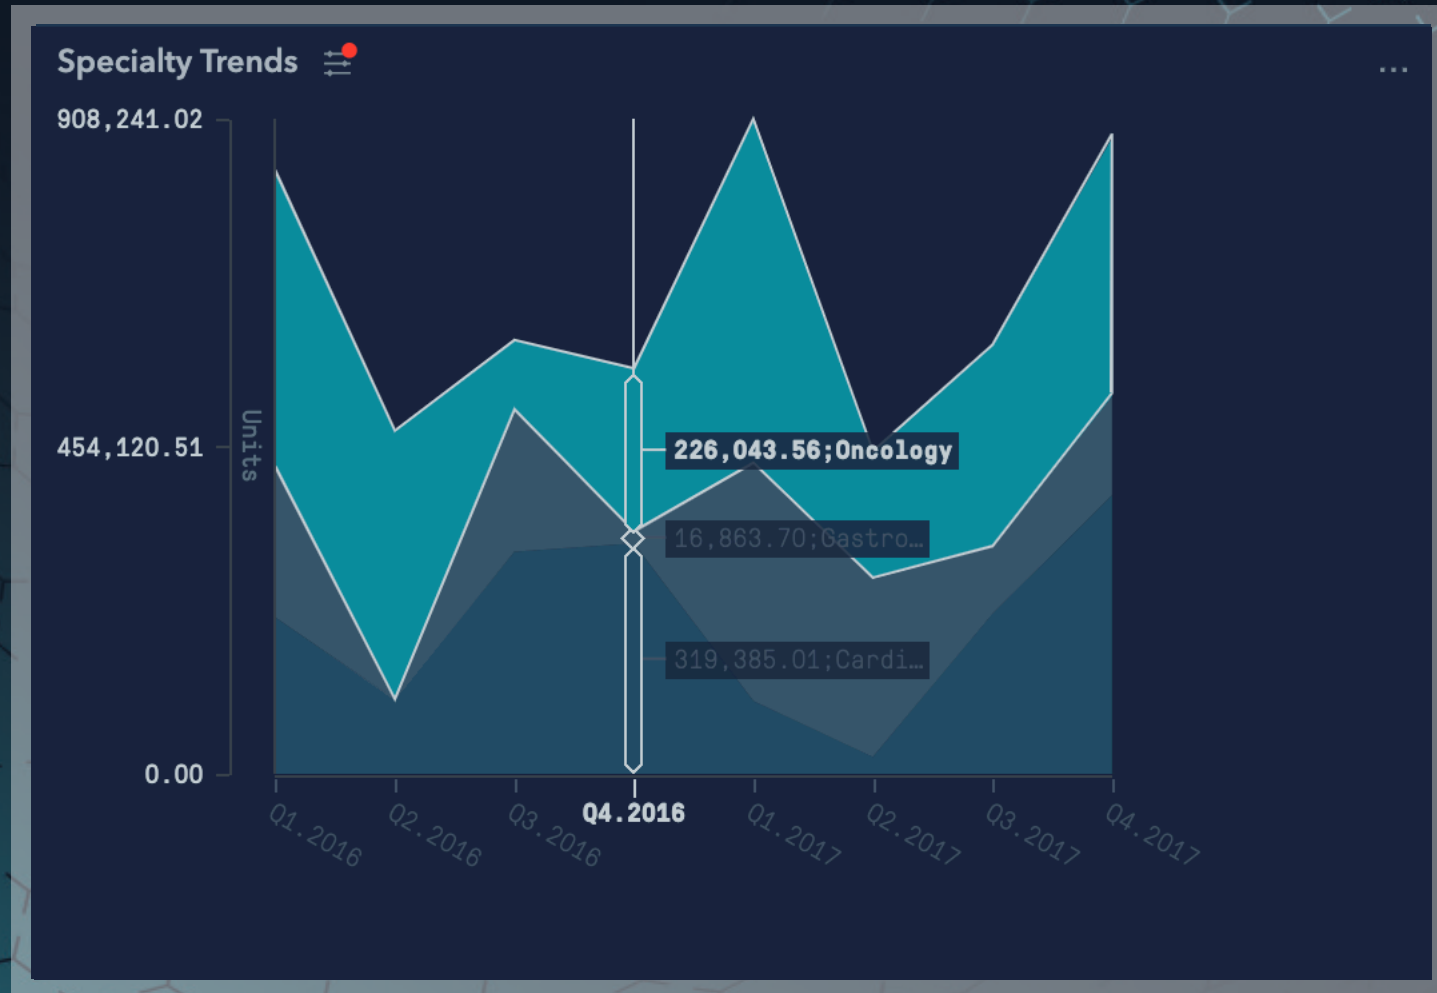 Specialty Trends
...
908,241.02
454,120.51
0.00
Units
226,043.56;Oncology
16,863.70;Gastro…
319,385.01;Cardi…
Q1.2016
Q2.2016
Q3.2016
Q4.2016
Q1.2017
Q2.2017
Q3.2017
Q4.2017